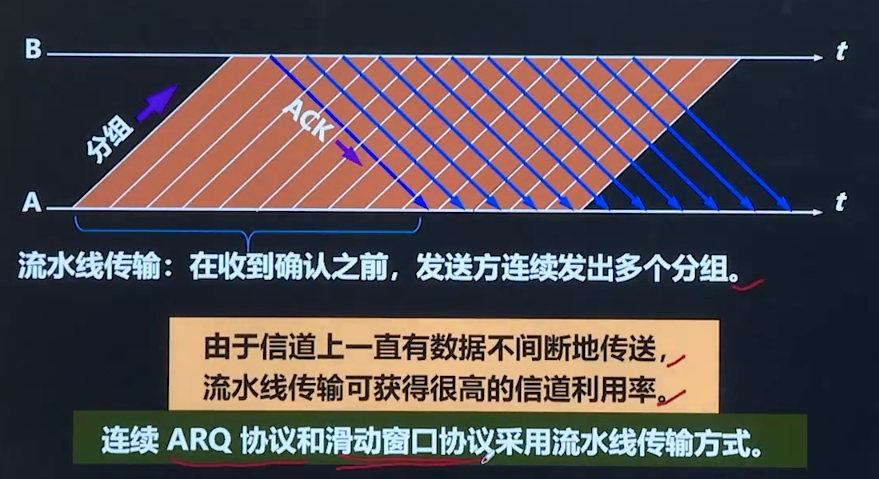 B
t
分组
ACK
A
t
流水线传输：在收到确认之前，发送方连续发出多个分组。
由于信道上一直有数据不间断地传送，
流水线传输可获得很高的信道利用率。
连续 ARQ 协议和滑动窗口协议采用流水线传输方式。